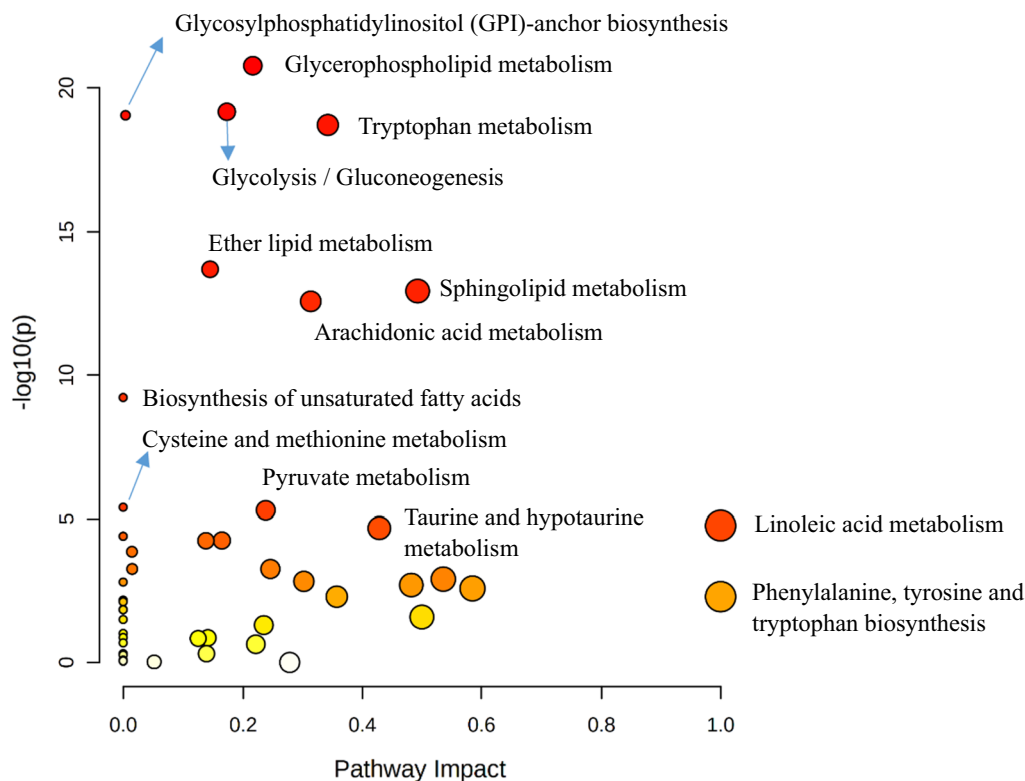 Glycosylphosphatidylinositol (GPI)-anchor biosynthesis
Glycerophospholipid metabolism
20
Tryptophan metabolism
Glycolysis / Gluconeogenesis
15
Ether lipid metabolism
Sphingolipid metabolism
Arachidonic acid metabolism
-log10(p)
10
Biosynthesis of unsaturated fatty acids
Cysteine and methionine metabolism
Pyruvate metabolism
5
Taurine and hypotaurine
metabolism
Linoleic acid metabolism
Phenylalanine, tyrosine and
tryptophan biosynthesis
0
0.0 0.2 0.4 0.6 0.8 1.0
Pathway Impact